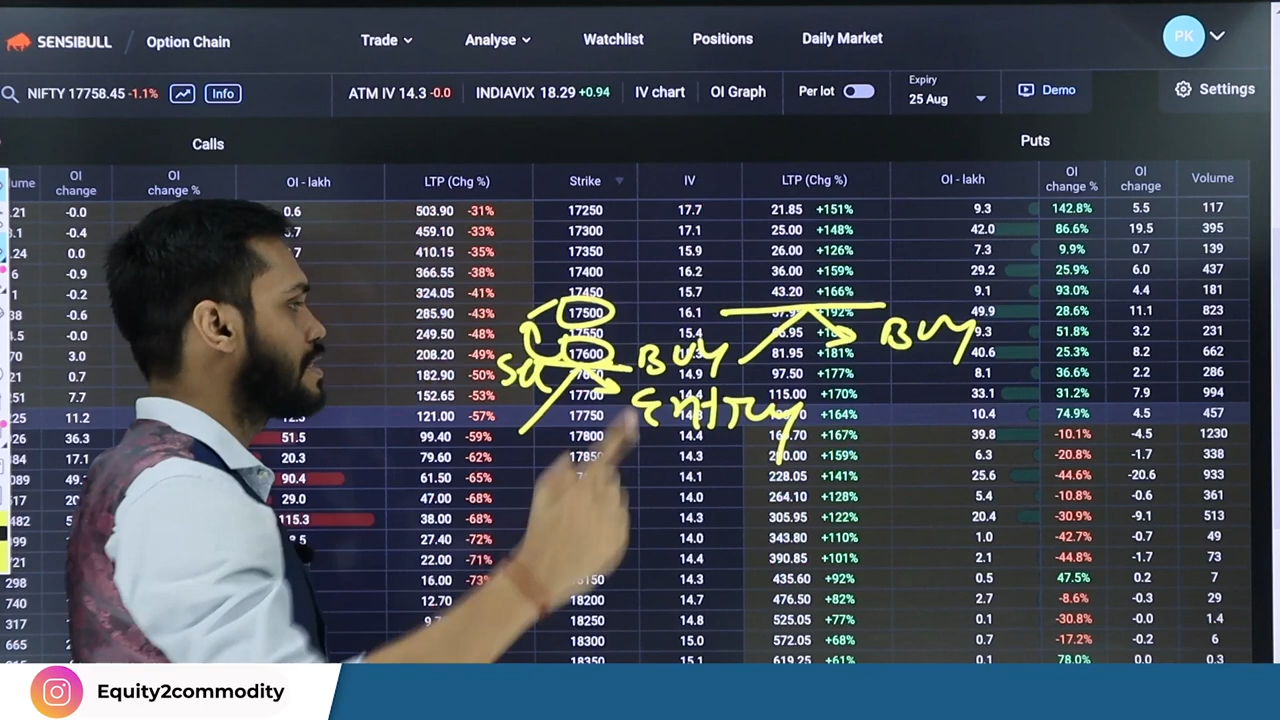 SENSIBULL / Option Chain Trade Analyse Watchlist Positions Daily Market PK
NIFTY 17758.45 -1.1% Info ATM IV 14.3 -0.0 INDIAVIX 18.29 +0.94 IV chart OI Graph Per lot Expiry 25 Aug Demo Settings
Calls Puts
OI change OI change % OI - lakh LTP (Chg %) Strike IV LTP (Chg %) OI - lakh OI change % OI change Volume
21 -0.0 0.6 503.90 -31% 17250 17.7 21.85 +151% 9.3 142.8% 5.5 117
-0.4 459.10 -33% 17300 17.1 25.00 +148% 42.0 86.6% 19.5 395
24 0.0 410.15 -35% 17350 15.9 26.00 +126% 7.3 9.9% 0.7 139
6 -0.9 366.55 -38% 17400 16.2 36.00 +159% 29.2 25.9% 6.0 437
1 -0.2 324.05 -41% 17450 15.7 43.20 +166% 9.1 93.0% 4.4 181
38 -0.6 285.90 -43% 17500 16.1 49.9 28.6% 11.1 823
-0.0 249.50 -48% 17550 15.4 51.8% 3.2 231
70 3.0 208.20 -49% 17600 81.95 +181% 40.6 25.3% 8.2 662
21 0.7 182.90 -50% 14.9 97.50 +177% 8.1 36.6% 2.2 286
251 7.7 152.65 -53% 17700 115.00 +170% 33.1 31.2% 7.9 994
25 11.2 121.00 -57% 17750 +164% 10.4 74.9% 4.5 457
26 36.3 51.5 99.40 -59% 17800 14.4 +167% 39.8 -10.1% -4.5 1230
84 17.1 20.3 79.60 -62% 17850 14.3 +159% 6.3 -20.8% -1.7 338
089 90.4 61.50 -65% 14.1 228.05 +141% 25.6 -44.6% -20.6 933
317 29.0 47.00 -68% 14.0 264.10 +128% 5.4 -10.8% -0.6 361
482 115.3 38.00 -68% 14.3 305.95 +122% 20.4 -30.9% -9.1 513
27.40 -72% 14.0 343.80 +110% 1.0 -42.7% -0.7 49
22.00 -71% 14.4 390.85 +101% 2.1 -44.8% -1.7 73
298 16.00 -73% 14.3 435.60 +92% 0.5 47.5% 0.2 7
740 12.70 18200 14.7 476.50 +82% 2.7 -8.6% -0.3 29
317 18250 14.8 525.05 +77% 0.1 -30.8% -0.0 1.4
665 18300 15.0 572.05 +68% 0.7 -17.2% -0.2 6
18350 15.1 619.25 +61% 0.1 78.0% 0.0 0.3
BUY
BUY
Entry
Equity2commodity